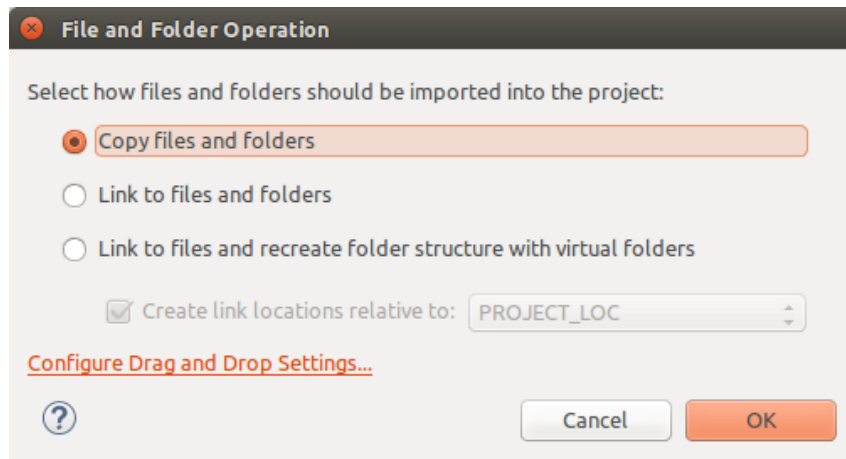 File and Folder Operation
Select how files and folders should be imported into the project:
Copy files and folders
Link to files and folders
Link to files and recreate folder structure with virtual folders
Create link locations relative to: PROJECT_LOC
Configure Drag and Drop Settings...
? Cancel OK